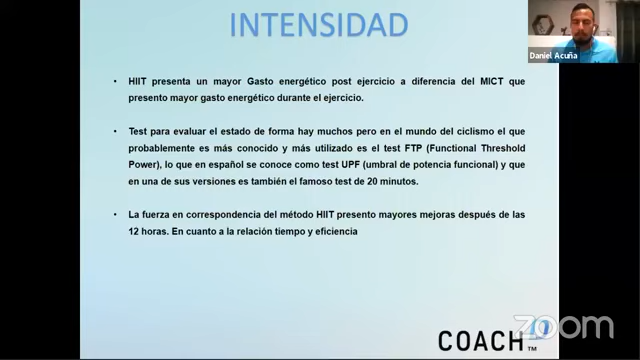 INTENSIDAD
Daniel Acuña
• HIIT presenta un mayor Gasto energético post ejercicio a diferencia del MICT que
presento mayor gasto energético durante el ejercicio.
• Test para evaluar el estado de forma hay muchos pero en el mundo del ciclismo el que
probablemente es más conocido y más utilizado es el test FTP (Functional Threshold
Power), lo que en español se conoce como test UPF (umbral de potencia funcional) y que
en una de sus versiones es también el famoso test de 20 minutos.
• La fuerza en correspondencia del método HIIT presento mayores mejoras después de las
12 horas. En cuanto a la relación tiempo y eficiencia
zoom
COACH
TM